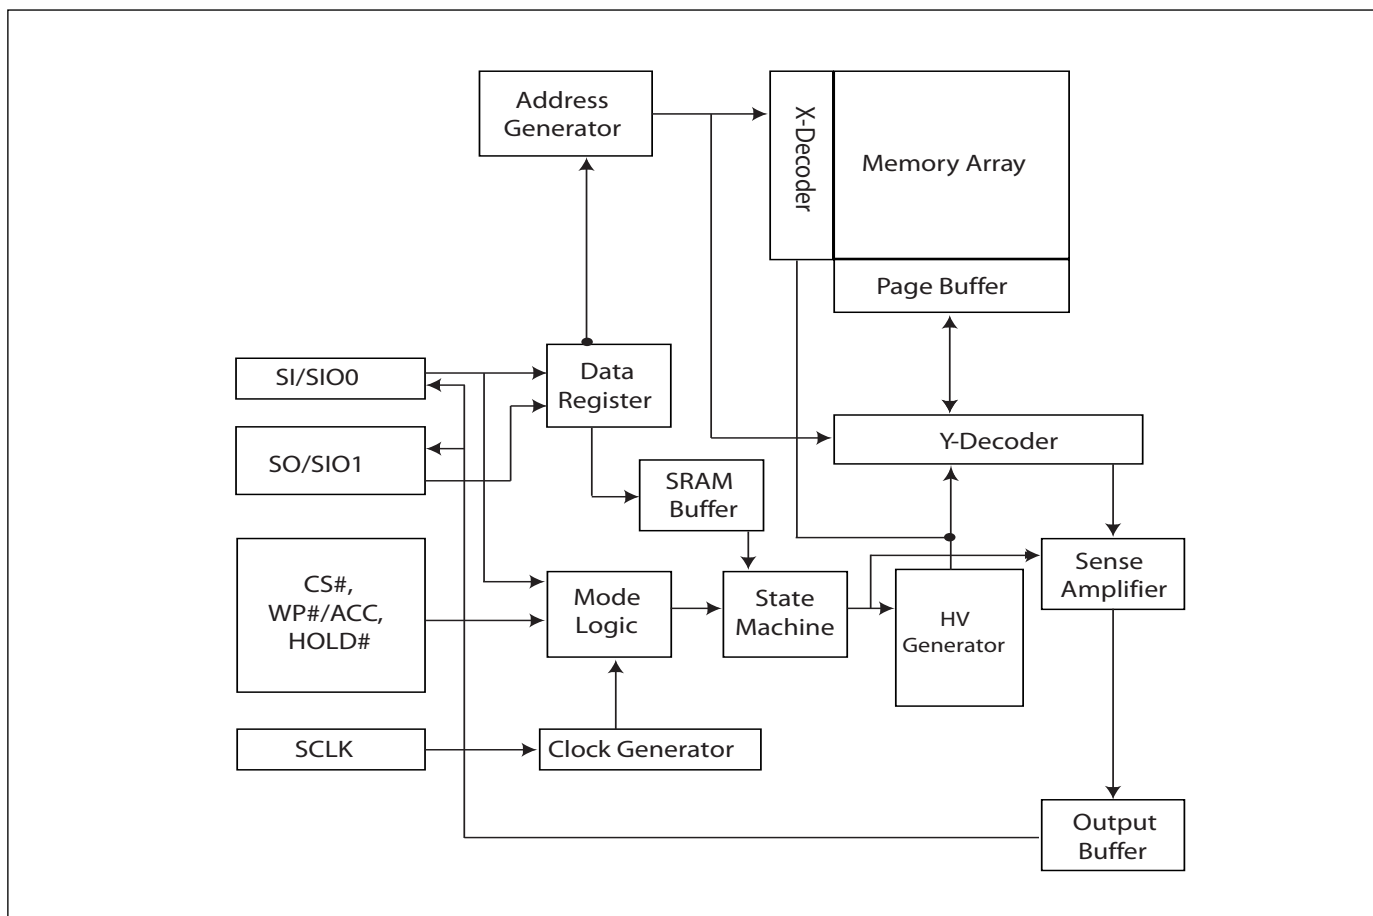 Address
Generator
X-Decoder
Memory Array
Page Buffer
SI/SIO0
Data
Register
SO/SIO1
Y-Decoder
SRAM
Buffer
CS#,
WP#/ACC,
HOLD#
Mode
Logic
State
Machine
HV
Generator
Sense
Amplifier
SCLK
Clock Generator
Output
Buffer